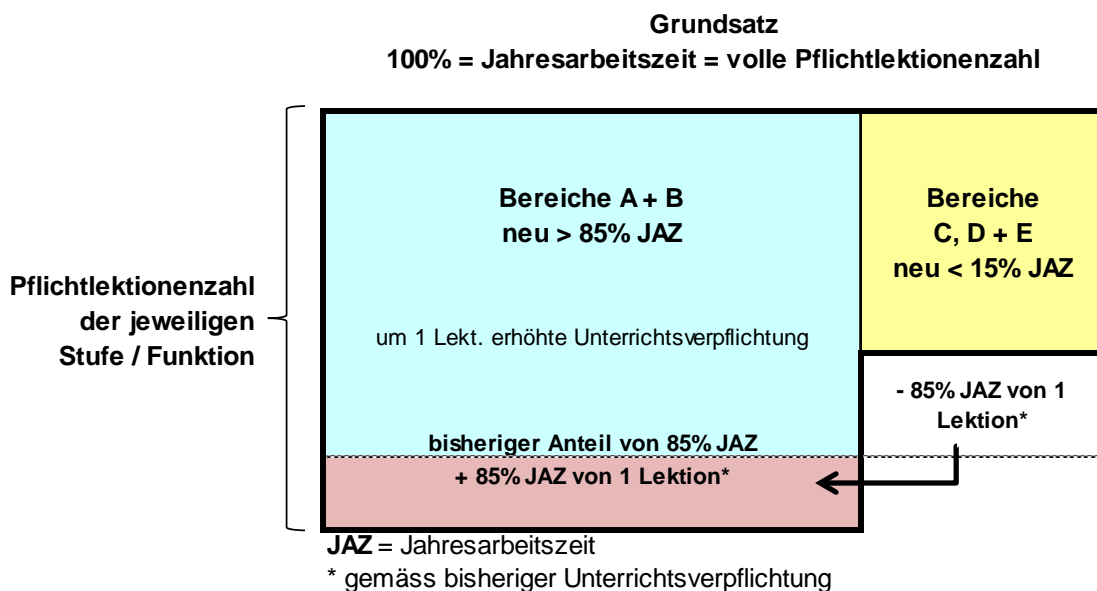 Grundsatz
100% = Jahresarbeitszeit = volle Pflichtlektionenzahl
Bereiche A + B
neu > 85% JAZ
Bereiche
C, D + E
neu < 15% JAZ
Pflichtlektionenzahl
der jeweiligen
Stufe / Funktion
um 1 Lekt. erhöhte Unterrichtsverpflichtung
- 85% JAZ von 1
Lektion*
bisheriger Anteil von 85% JAZ
+ 85% JAZ von 1 Lektion*
JAZ = Jahresarbeitszeit
* gemäss bisheriger Unterrichtsverpflichtung